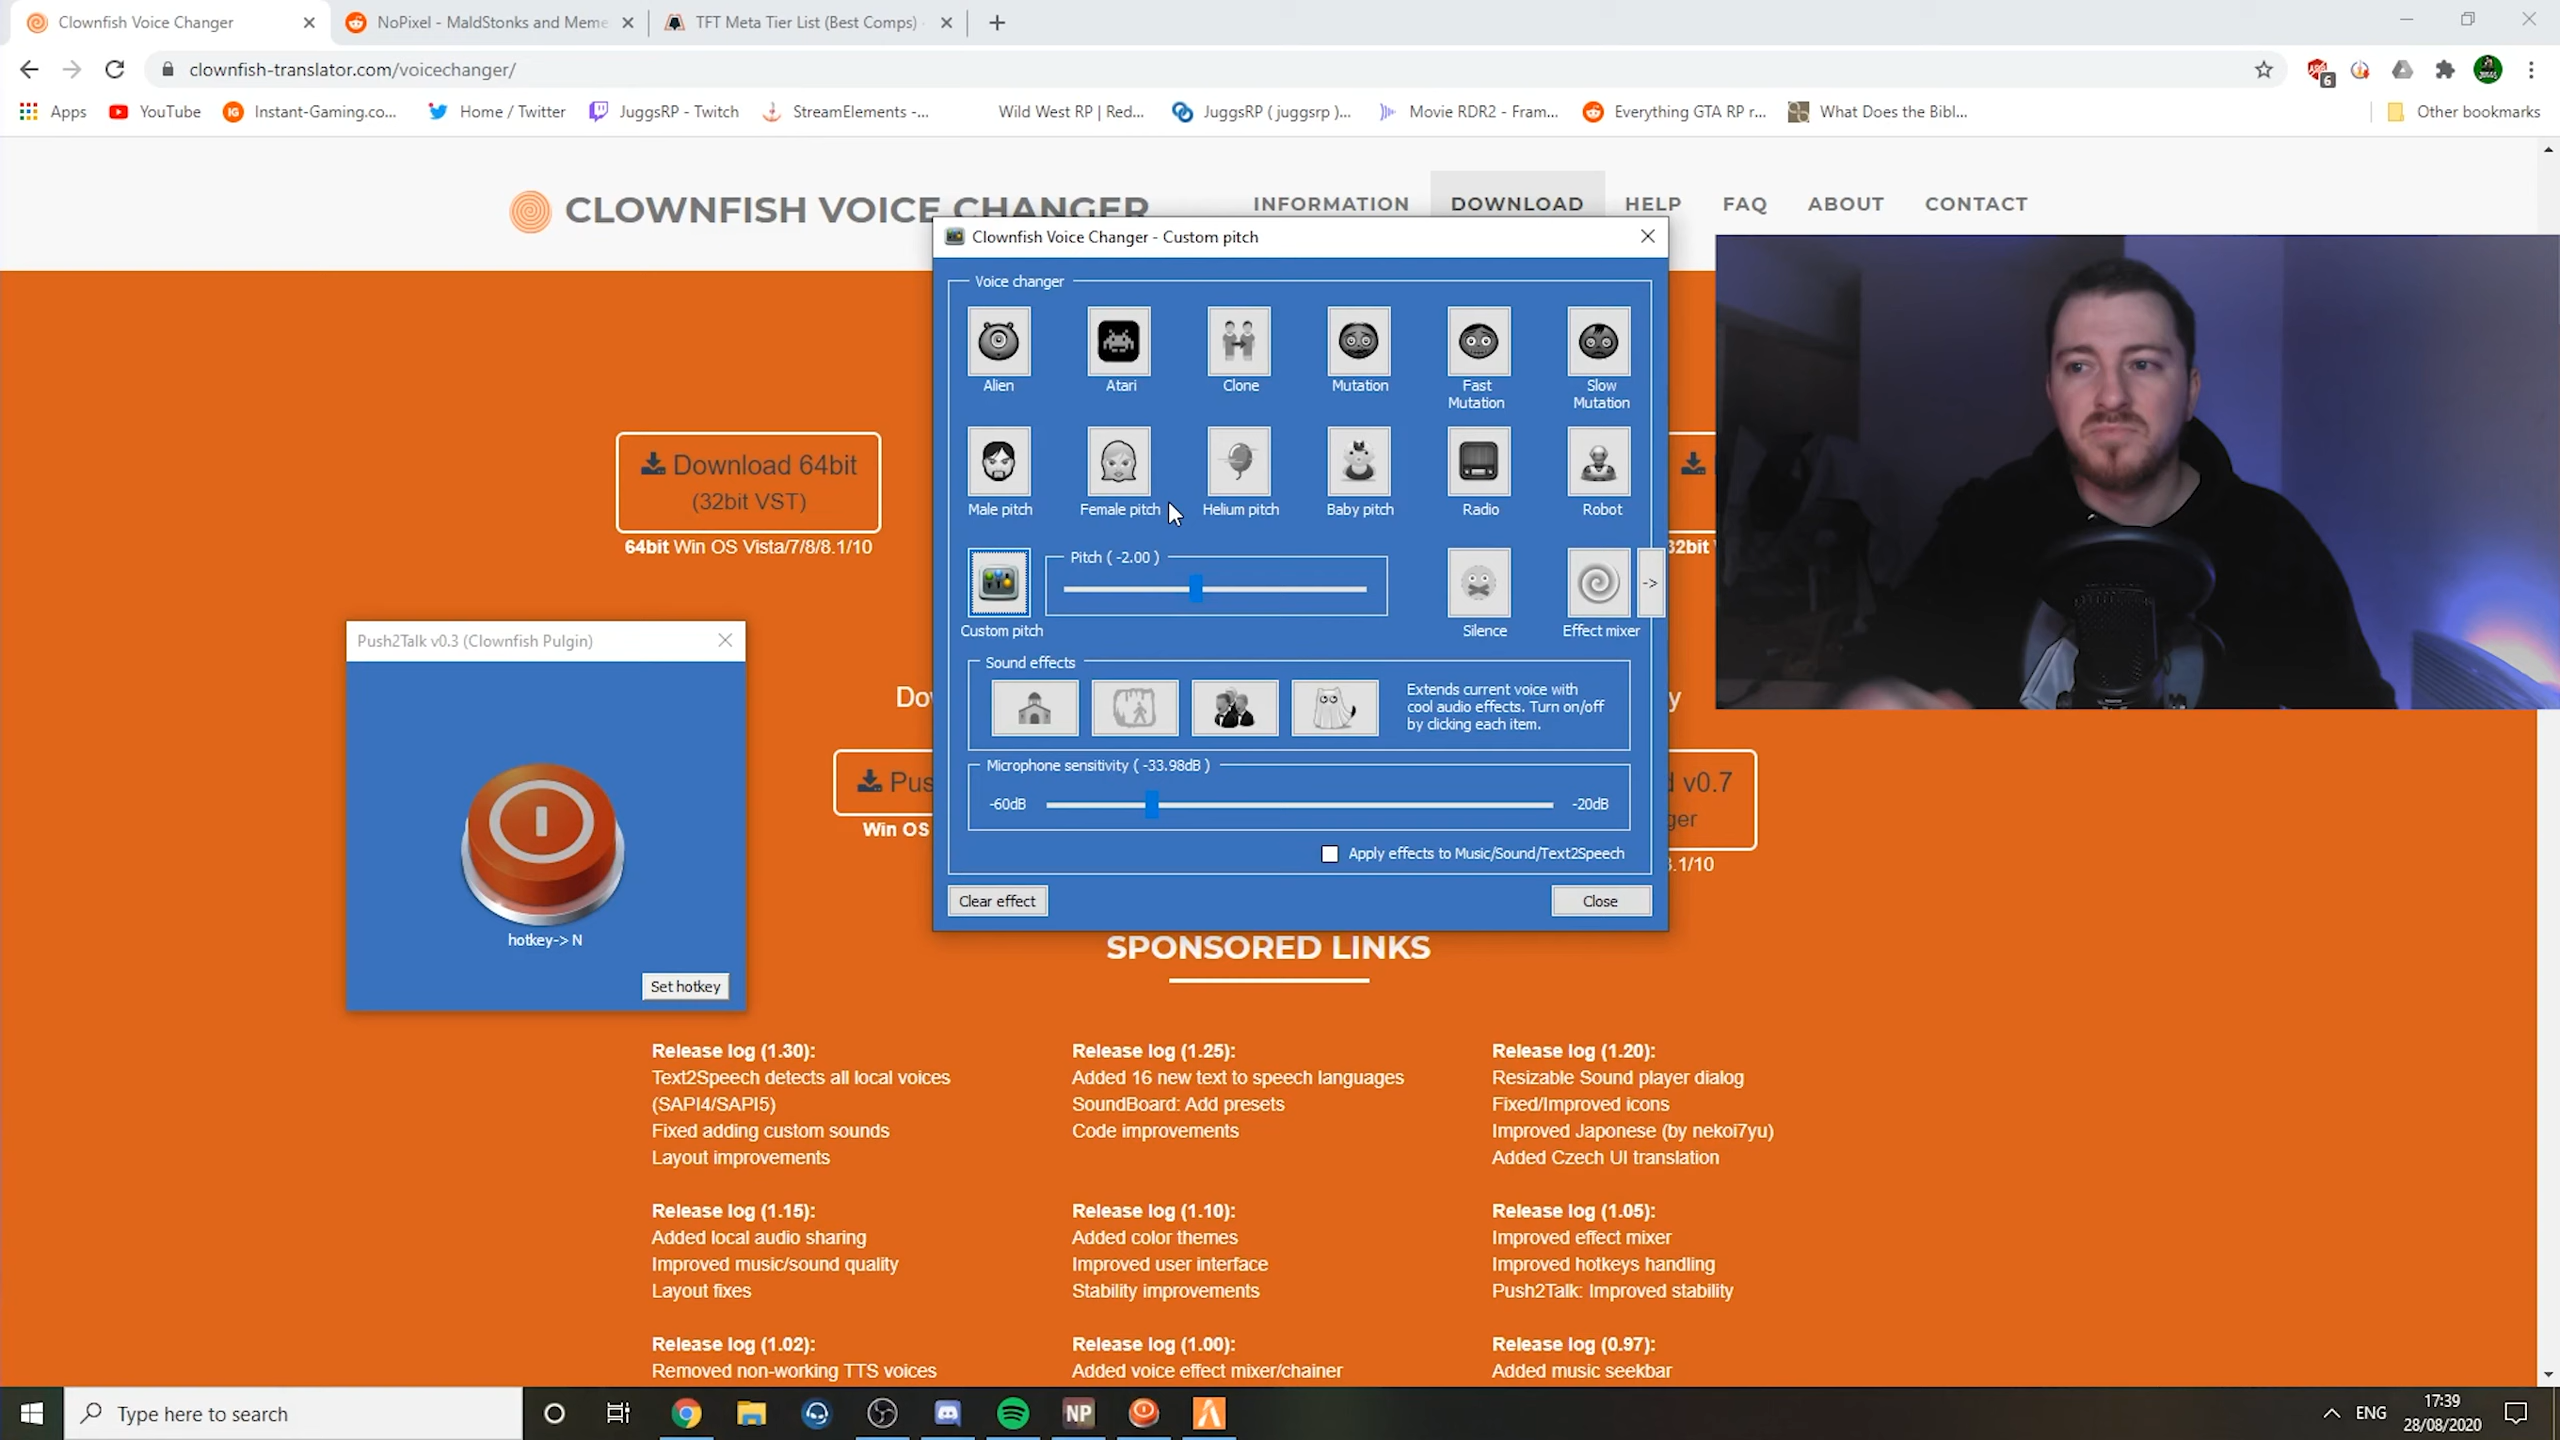 Clownfish Voice Changer
NoPixel - MaldStonks and Meme
TFT Meta Tier List (Best Comps)
clownfish-translator.com/voicechanger/
6
Apps
YouTube
Instant-Gaming.co...
Home / Twitter
JuggsRP - Twitch
StreamElements -...
Wild West RP | Red...
JuggsRP ( juggsrp )...
Movie RDR2 - Fram...
Everything GTA RP r...
What Does the Bibl...
Other bookmarks
CLOWNFISH VOICE CHANGER
INFORMATION
DOWNLOAD
HELP
FAQ
ABOUT
CONTACT
Clownfish Voice Changer - Custom pitch
Voice changer
Alien
Atari
Clone
Mutation
Fast
Mutation
Slow
Mutation
Male pitch
Female pitch
Helium pitch
Baby pitch
Radio
Robot
Custom pitch
Pitch ( -2.00 )
Silence
Effect mixer
->
Sound effects
Extends current voice with
cool audio effects. Turn on/off
by clicking each item.
Microphone sensitivity ( -33.98dB )
-60dB
-20dB
Apply effects to Music/Sound/Text2Speech
Clear effect
Close
Download 64bit
(32bit VST)
64bit Win OS Vista/7/8/8.1/10
32bit
Do
y
Pus
Win OS
d v0.7
ger
8.1/10
Push2Talk v0.3 (Clownfish Pulgin)
hotkey-> N
Set hotkey
SPONSORED LINKS
Release log (1.30):
Text2Speech detects all local voices
(SAPI4/SAPI5)
Fixed adding custom sounds
Layout improvements
Release log (1.25):
Added 16 new text to speech languages
SoundBoard: Add presets
Code improvements
Release log (1.20):
Resizable Sound player dialog
Fixed/Improved icons
Improved Japonese (by nekoi7yu)
Added Czech UI translation
Release log (1.15):
Added local audio sharing
Improved music/sound quality
Layout fixes
Release log (1.10):
Added color themes
Improved user interface
Stability improvements
Release log (1.05):
Improved effect mixer
Improved hotkeys handling
Push2Talk: Improved stability
Release log (1.02):
Removed non-working TTS voices
Release log (1.00):
Added voice effect mixer/chainer
Release log (0.97):
Added music seekbar
Type here to search
NP
ENG
17:39
28/08/2020